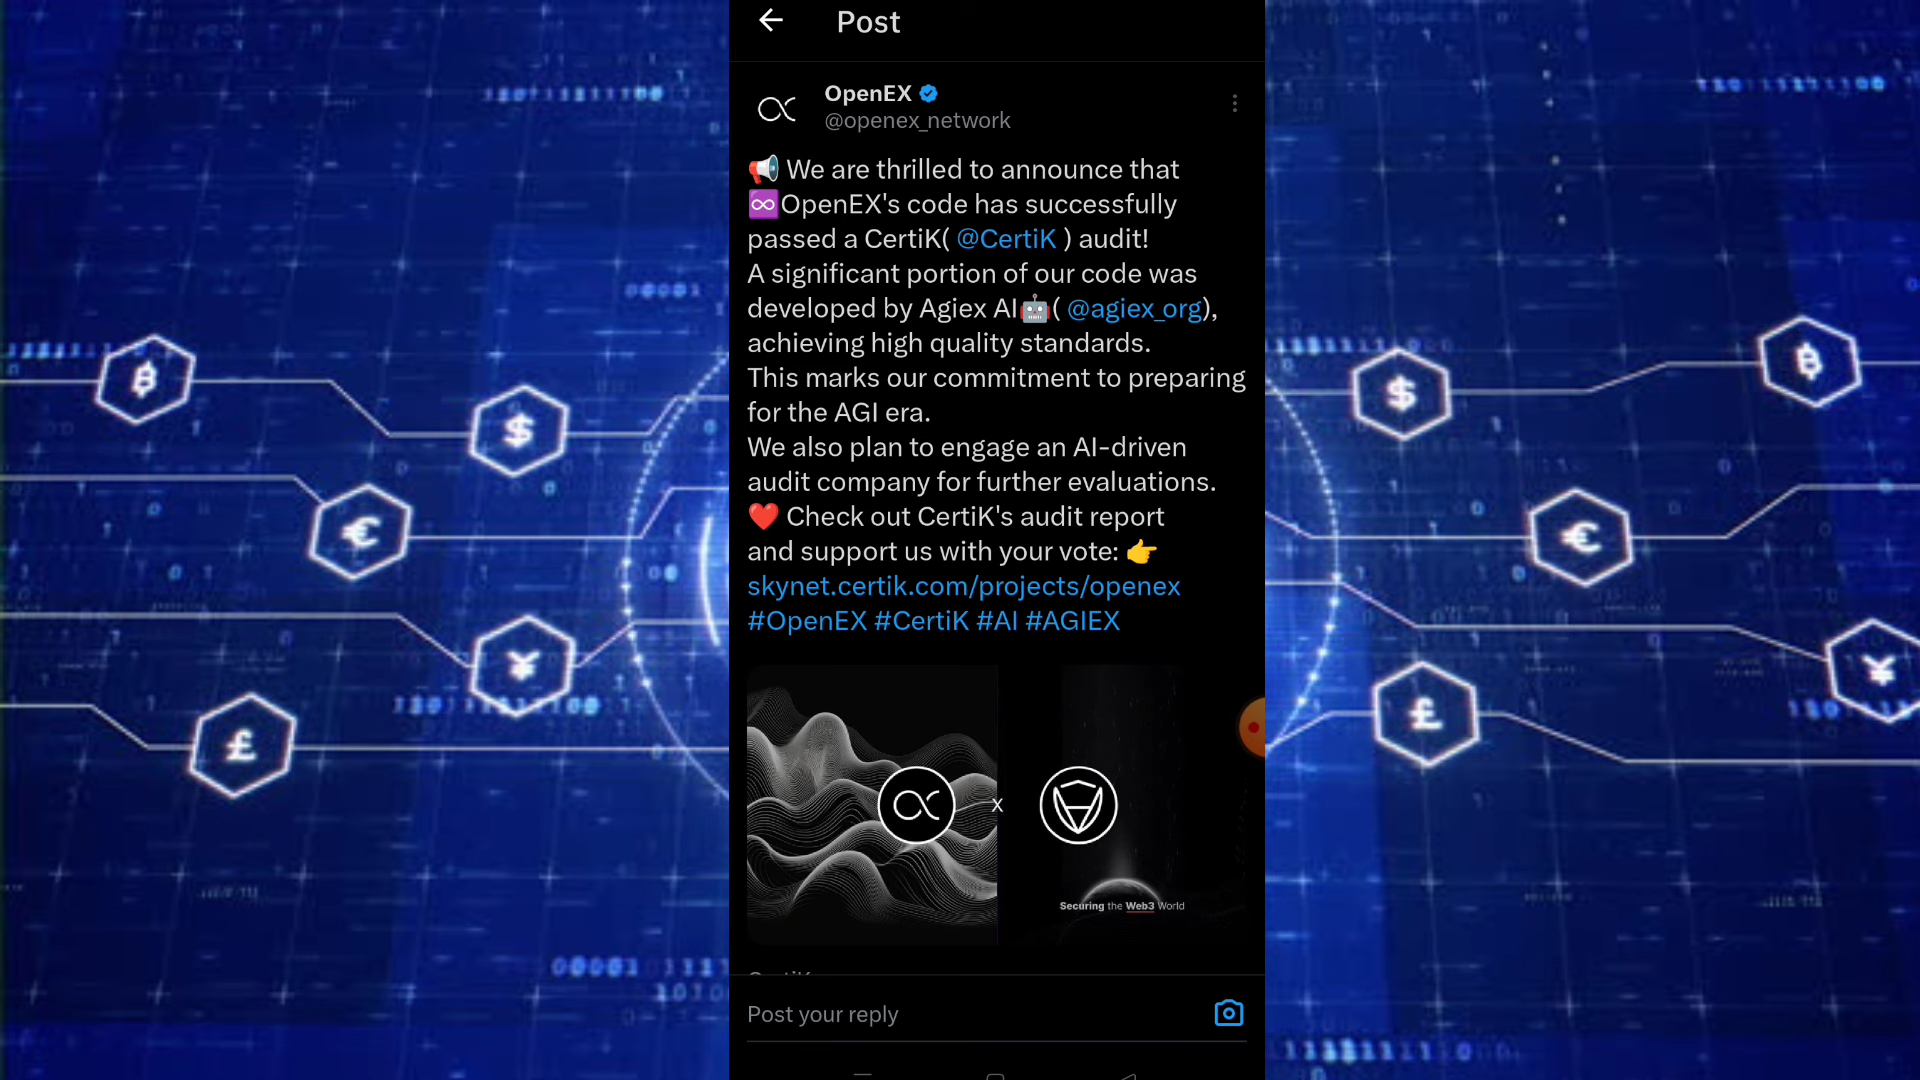 Post
OpenEX
@openex_network
📢 We are thrilled to announce that
♾️OpenEX's code has successfully
passed a CertiK( @CertiK ) audit!
A significant portion of our code was
developed by Agiex AI🤖( @agiex_org),
achieving high quality standards.
This marks our commitment to preparing
for the AGI era.
We also plan to engage an AI-driven
audit company for further evaluations.
❤️ Check out CertiK's audit report
and support us with your vote: 👉
skynet.certik.com/projects/openex
#OpenEX #CertiK #AI #AGIEX
x
Securing the Web3 World
Post your reply